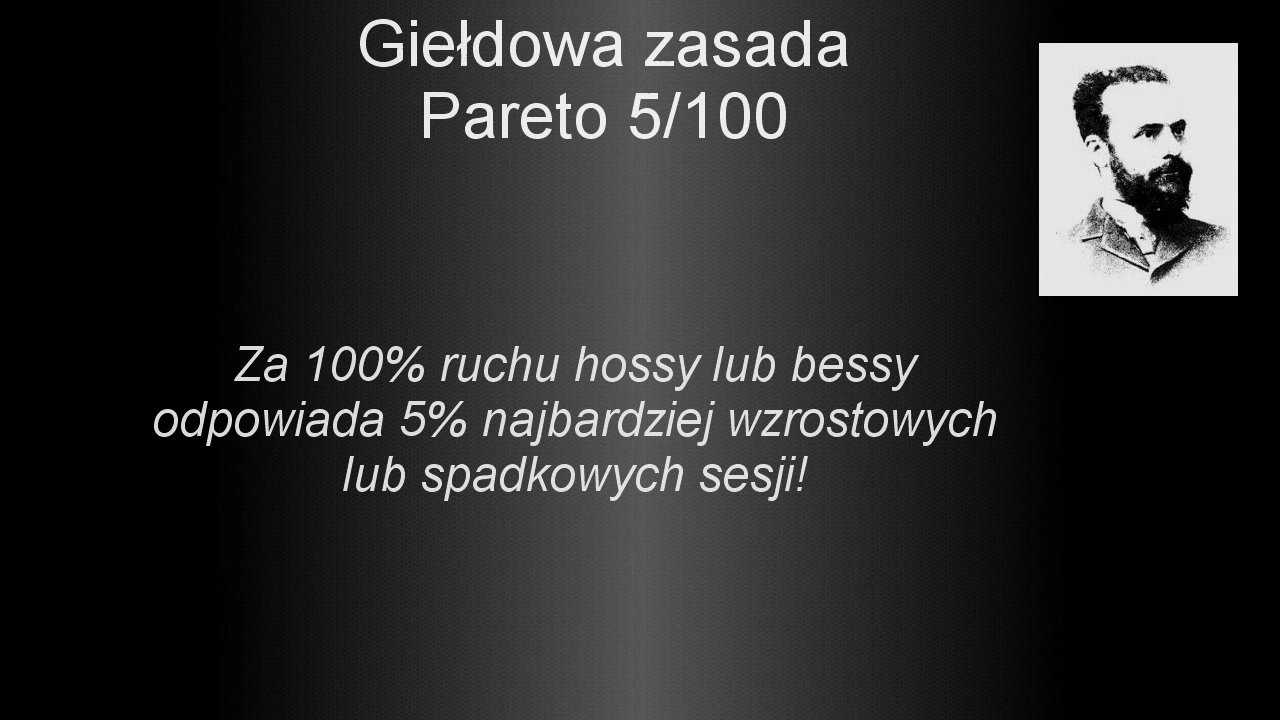 Giełdowa zasada
Pareto 5/100
Za 100% ruchu hossy lub bessy
odpowiada 5% najbardziej wzrostowych
lub spadkowych sesji!